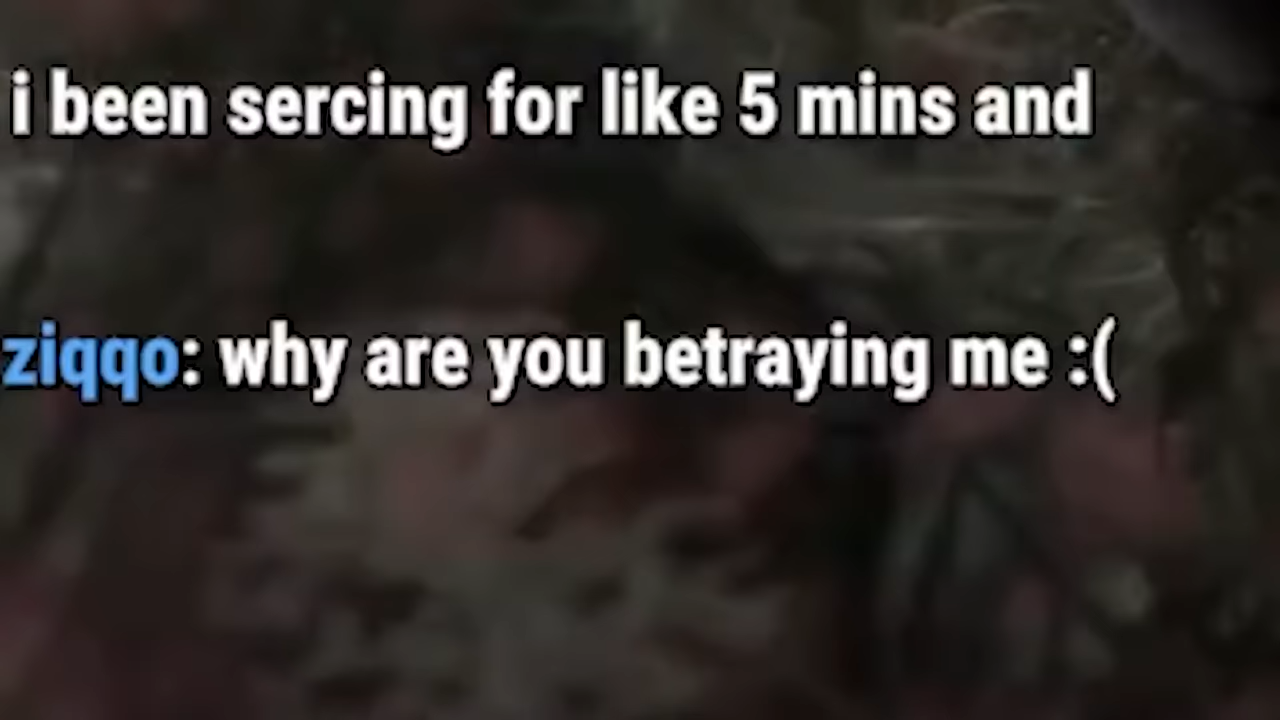 i been sercing for like 5 mins and
ziqqo: why are you betraying me :(